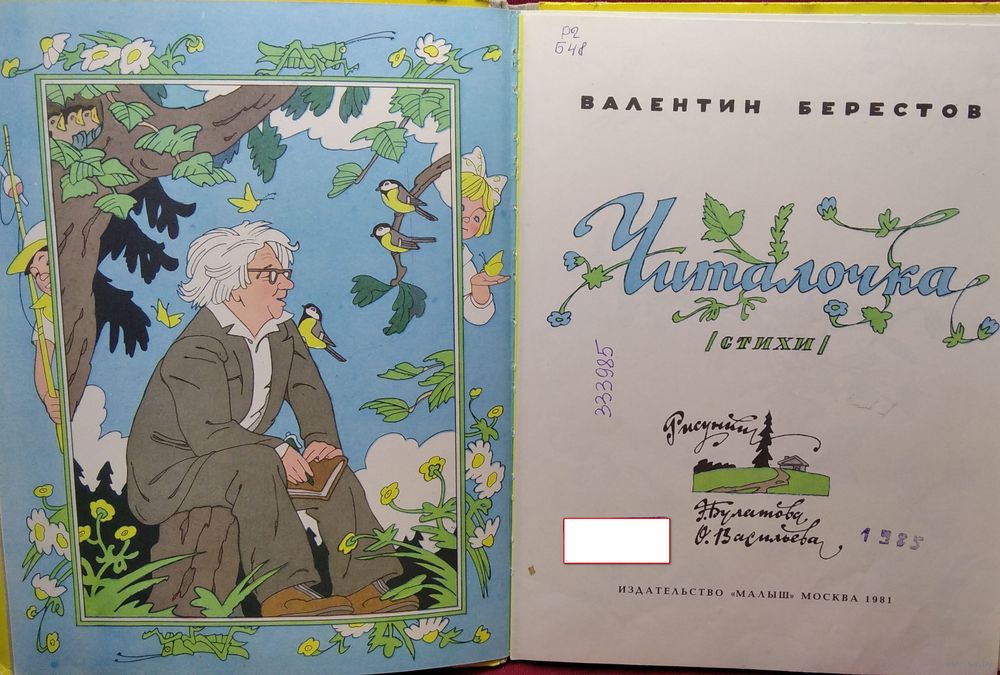 Р2
Б48
ВАЛЕНТИН БЕРЕСТОВ
Читалочка
/СТИХИ/
333985
Рисунки
Э. Булатова
О. Васильева
1985
ИЗДАТЕЛЬСТВО «МАЛЫШ» МОСКВА 1981